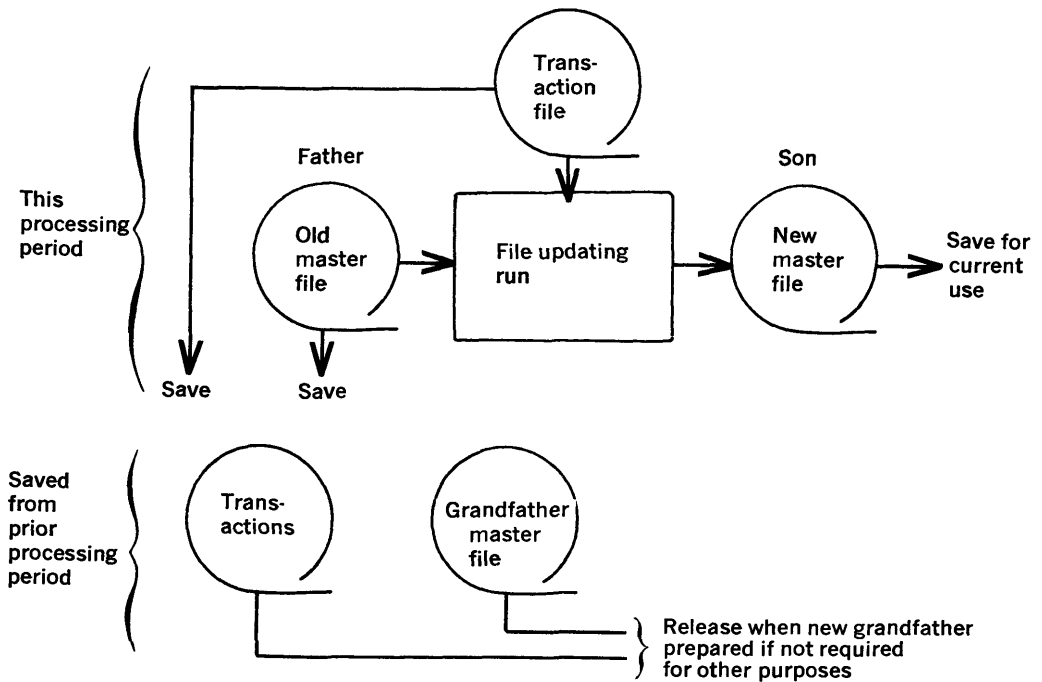 Trans-
action
file
Father
Son
This
processing
period
Old
master
file
File updating
run
New
master
file
Save for
current
use
Save
Save
Saved
from
prior
processing
period
Trans-
actions
Grandfather
master
file
Release when new grandfather
prepared if not required
for other purposes